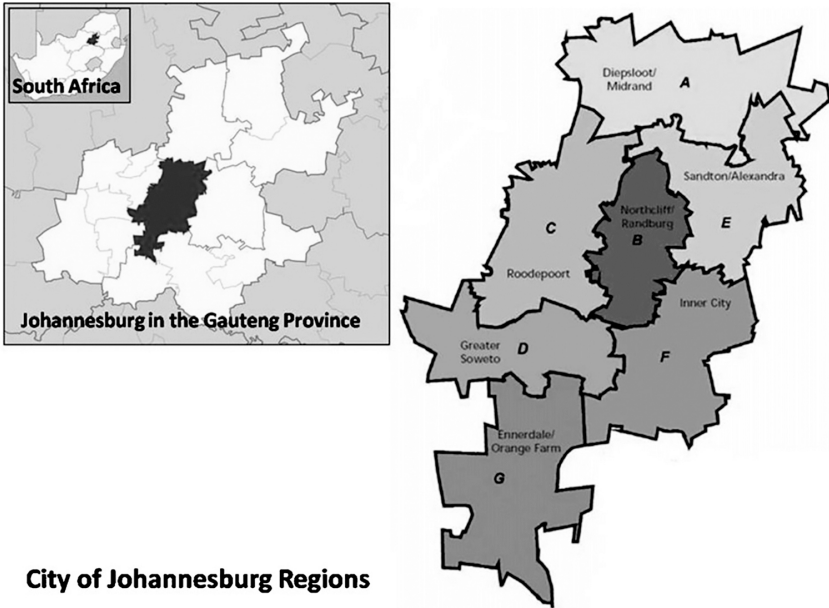 South Africa
Johannesburg in the Gauteng Province
City of Johannesburg Regions
Diepsloot/
Midrand
A
Sandton/Alexandra
E
Northcliff/
Randburg
B
C
Roodepoort
Inner City
F
Greater
Soweto
D
Ennerdale/
Orange Farm
G